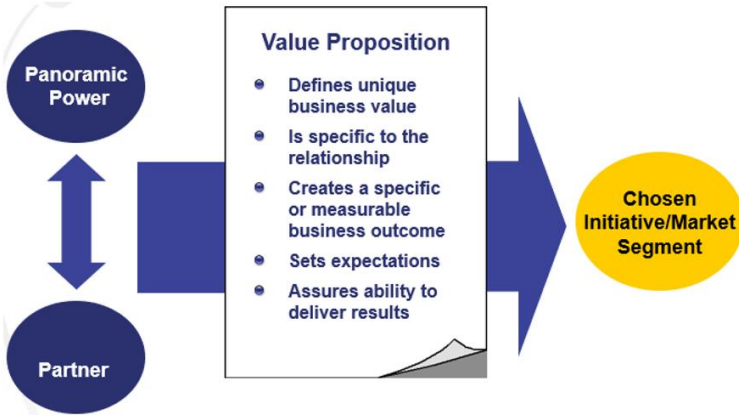 Panoramic
Power
Partner
Value Proposition
Defines unique
business value
Is specific to the
relationship
Creates a specific
or measurable
business outcome
Sets expectations
Assures ability to
deliver results
Chosen
Initiative/Market
Segment